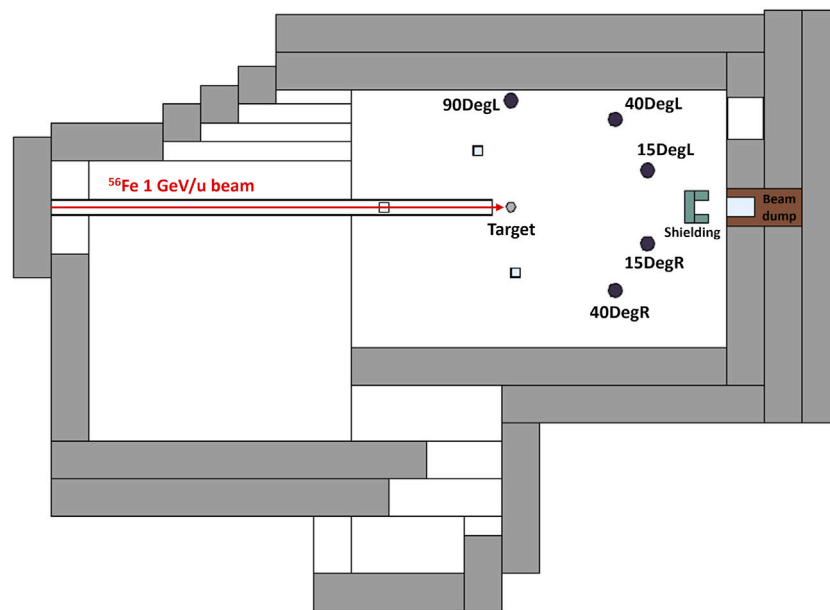 90DegL
40DegL
15DegL
⁵⁶Fe 1 GeV/u beam
Target
Shielding
Beam
dump
15DegR
40DegR